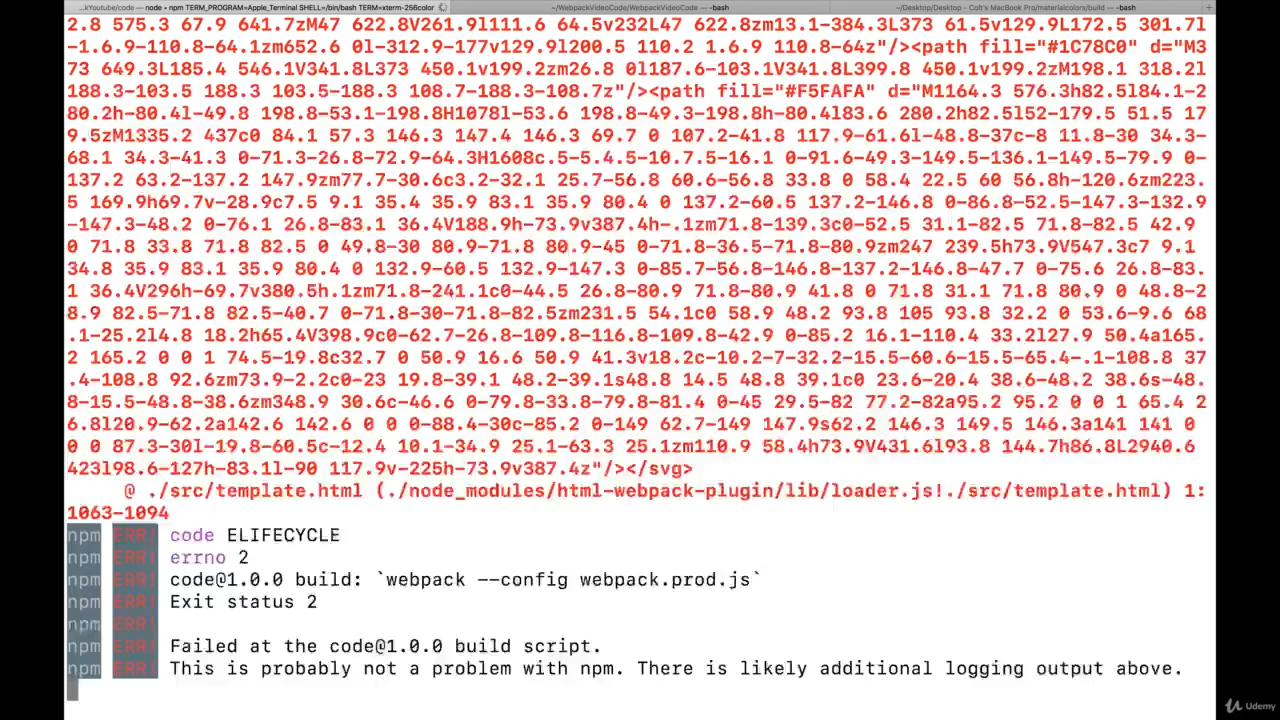 ..kYoutube/code — node • npm TERM_PROGRAM=Apple_Terminal SHELL=/bin/bash TERM=xterm-256color
~/WebpackVideoCode/WebpackVideoCode — -bash
~/Desktop/Desktop - Colt's MacBook Pro/materialcolors/build — -bash
2.8 575.3 67.9 641.7zM47 622.8V261.9l111.6 64.5v232L47 622.8zm13.1-384.3L373 61.5v129.9L172.5 301.7l
-1.6.9-110.8-64.1zm652.6 0l-312.9-177v129.9l200.5 110.2 1.6.9 110.8-64z"/><path fill="#1C78C0" d="M3
73 649.3L185.4 546.1V341.8L373 450.1v199.2zm26.8 0l187.6-103.1V341.8L399.8 450.1v199.2zM198.1 318.2l
188.3-103.5 188.3 103.5-188.3 108.7-188.3-108.7z"/><path fill="#F5FAFA" d="M1164.3 576.3h82.5l84.1-2
80.2h-80.4l-49.8 198.8-53.1-198.8H1078l-53.6 198.8-49.3-198.8h-80.4l83.6 280.2h82.5l52-179.5 51.5 17
9.5zM1335.2 437c0 84.1 57.3 146.3 147.4 146.3 69.7 0 107.2-41.8 117.9-61.6l-48.8-37c-8 11.8-30 34.3-
68.1 34.3-41.3 0-71.3-26.8-72.9-64.3H1608c.5-5.4.5-10.7.5-16.1 0-91.6-49.3-149.5-136.1-149.5-79.9 0-
137.2 63.2-137.2 147.9zm77.7-30.6c3.2-32.1 25.7-56.8 60.6-56.8 33.8 0 58.4 22.5 60 56.8h-120.6zm223.
5 169.9h69.7v-28.9c7.5 9.1 35.4 35.9 83.1 35.9 80.4 0 137.2-60.5 137.2-146.8 0-86.8-52.5-147.3-132.9
-147.3-48.2 0-76.1 26.8-83.1 36.4V188.9h-73.9v387.4h-.1zm71.8-139.3c0-52.5 31.1-82.5 71.8-82.5 42.9
0 71.8 33.8 71.8 82.5 0 49.8-30 80.9-71.8 80.9-45 0-71.8-36.5-71.8-80.9zm247 239.5h73.9V547.3c7 9.1
34.8 35.9 83.1 35.9 80.4 0 132.9-60.5 132.9-147.3 0-85.7-56.8-146.8-137.2-146.8-47.7 0-75.6 26.8-83.
1 36.4V296h-69.7v380.5h.1zm71.8-241.1c0-44.5 26.8-80.9 71.8-80.9 41.8 0 71.8 31.1 71.8 80.9 0 48.8-2
8.9 82.5-71.8 82.5-40.7 0-71.8-30-71.8-82.5zm231.5 54.1c0 58.9 48.2 93.8 105 93.8 32.2 0 53.6-9.6 68
.1-25.2l4.8 18.2h65.4V398.9c0-62.7-26.8-109.8-116.8-109.8-42.9 0-85.2 16.1-110.4 33.2l27.9 50.4a165.
2 165.2 0 0 1 74.5-19.8c32.7 0 50.9 16.6 50.9 41.3v18.2c-10.2-7-32.2-15.5-60.6-15.5-65.4-.1-108.8 37
.4-108.8 92.6zm73.9-2.2c0-23 19.8-39.1 48.2-39.1s48.8 14.5 48.8 39.1c0 23.6-20.4 38.6-48.2 38.6s-48.
8-15.5-48.8-38.6zm348.9 30.6c-46.6 0-79.8-33.8-79.8-81.4 0-45 29.5-82 77.2-82a95.2 95.2 0 0 1 65.4 2
6.8l20.9-62.2a142.6 142.6 0 0 0-88.4-30c-85.2 0-149 62.7-149 147.9s62.2 146.3 149.5 146.3a141 141 0
0 0 87.3-30l-19.8-60.5c-12.4 10.1-34.9 25.1-63.3 25.1zm110.9 58.4h73.9V431.6l93.8 144.7h86.8L2940.6
423l98.6-127h-83.1l-90 117.9v-225h-73.9v387.4z"/></svg>
@ ./src/template.html (./node_modules/html-webpack-plugin/lib/loader.js!./src/template.html) 1:
1063-1094
npm ERR! code ELIFECYCLE
npm ERR! errno 2
npm ERR! code@1.0.0 build: `webpack --config webpack.prod.js`
npm ERR! Exit status 2
npm ERR!
npm ERR! Failed at the code@1.0.0 build script.
npm ERR! This is probably not a problem with npm. There is likely additional logging output above.
Udemy